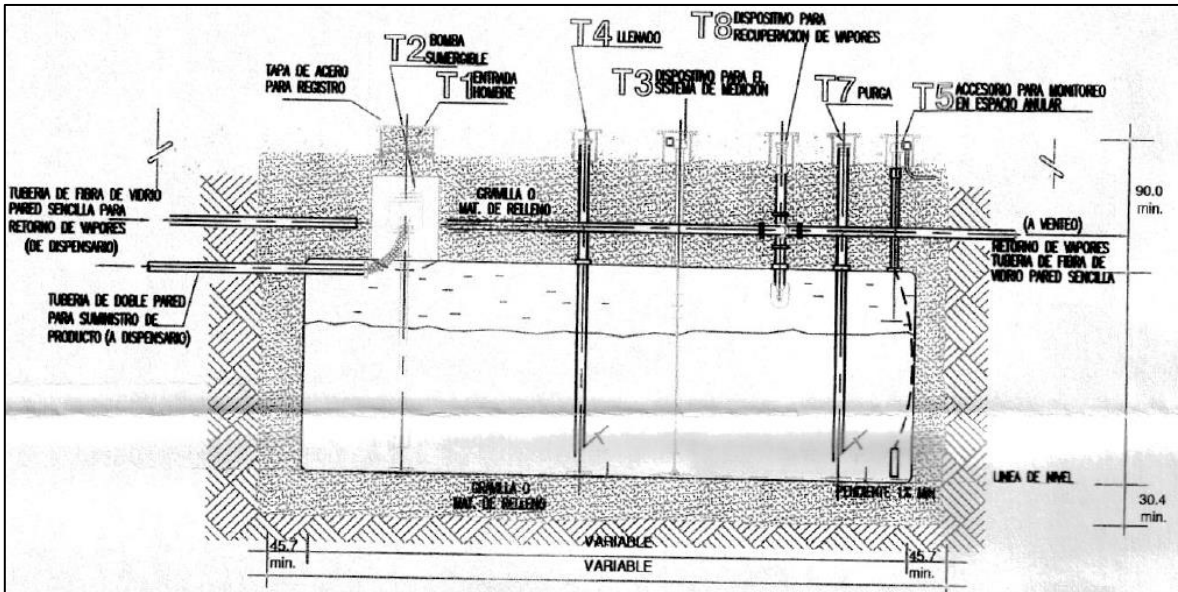 T2 BOMBA
SUMERGIBLE
TAPA DE ACERO
PARA REGISTRO
T1 ENTRADA
HOMBRE
T4 LLENADO
T8 DISPOSITIVO PARA
RECUPERACION DE VAPORES
T3 DISPOSITIVO PARA EL
SISTEMA DE MEDICIÓN
T7 PURGA
T5 ACCESORIO PARA MONITOREO
EN ESPACIO ANULAR
TUBERIA DE FIBRA DE VIDRIO
PARED SENCILLA PARA
RETORNO DE VAPORES
(DE DISPENSARIO)
GRAVILLA O
MAT. DE RELLENO
90.0
min.
(A VENTEO)
RETORNO DE VAPORES
TUBERIA DE FIBRA DE
VIDRIO PARED SENCILLA
TUBERIA DE DOBLE PARED
PARA SUMINISTRO DE
PRODUCTO (A DISPENSARIO)
GRAVILLA O
MAT. DE RELLENO
PENDIENTE 1% MIN.
LINEA DE NIVEL
30.4
min.
45.7
min.
VARIABLE
VARIABLE
45.7
min.